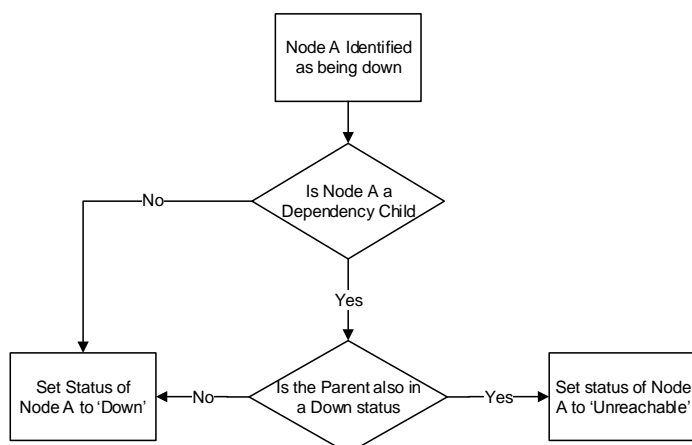 Node A Identified
as being down
Is Node A a
Dependency Child
No
Yes
Set Status of
Node A to ‘Down’
No
Is the Parent also in
a Down status
Yes
Set status of Node
A to ‘Unreachable’